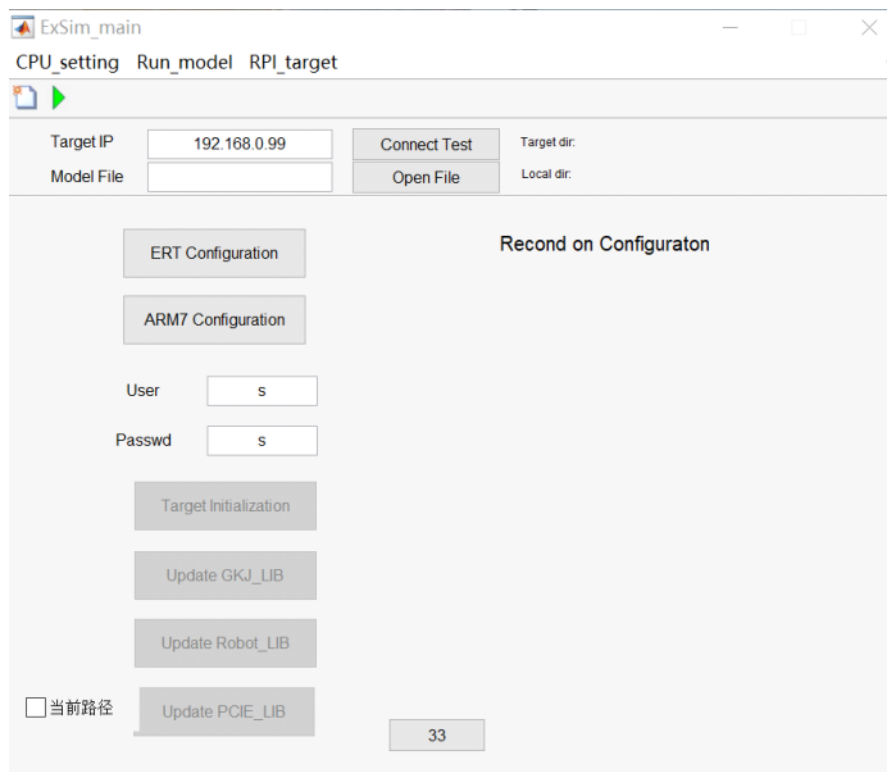 ExSim_main
CPU_setting Run_model RPI_target
Target IP 192.168.0.99 Connect Test Target dir:
Model File Open File Local dir:
ERT Configuration Recond on Configuraton
ARM7 Configuration
User s
Passwd s
Target Initialization
Update GKJ_LIB
Update Robot_LIB
当前路径 Update PCIE_LIB
33